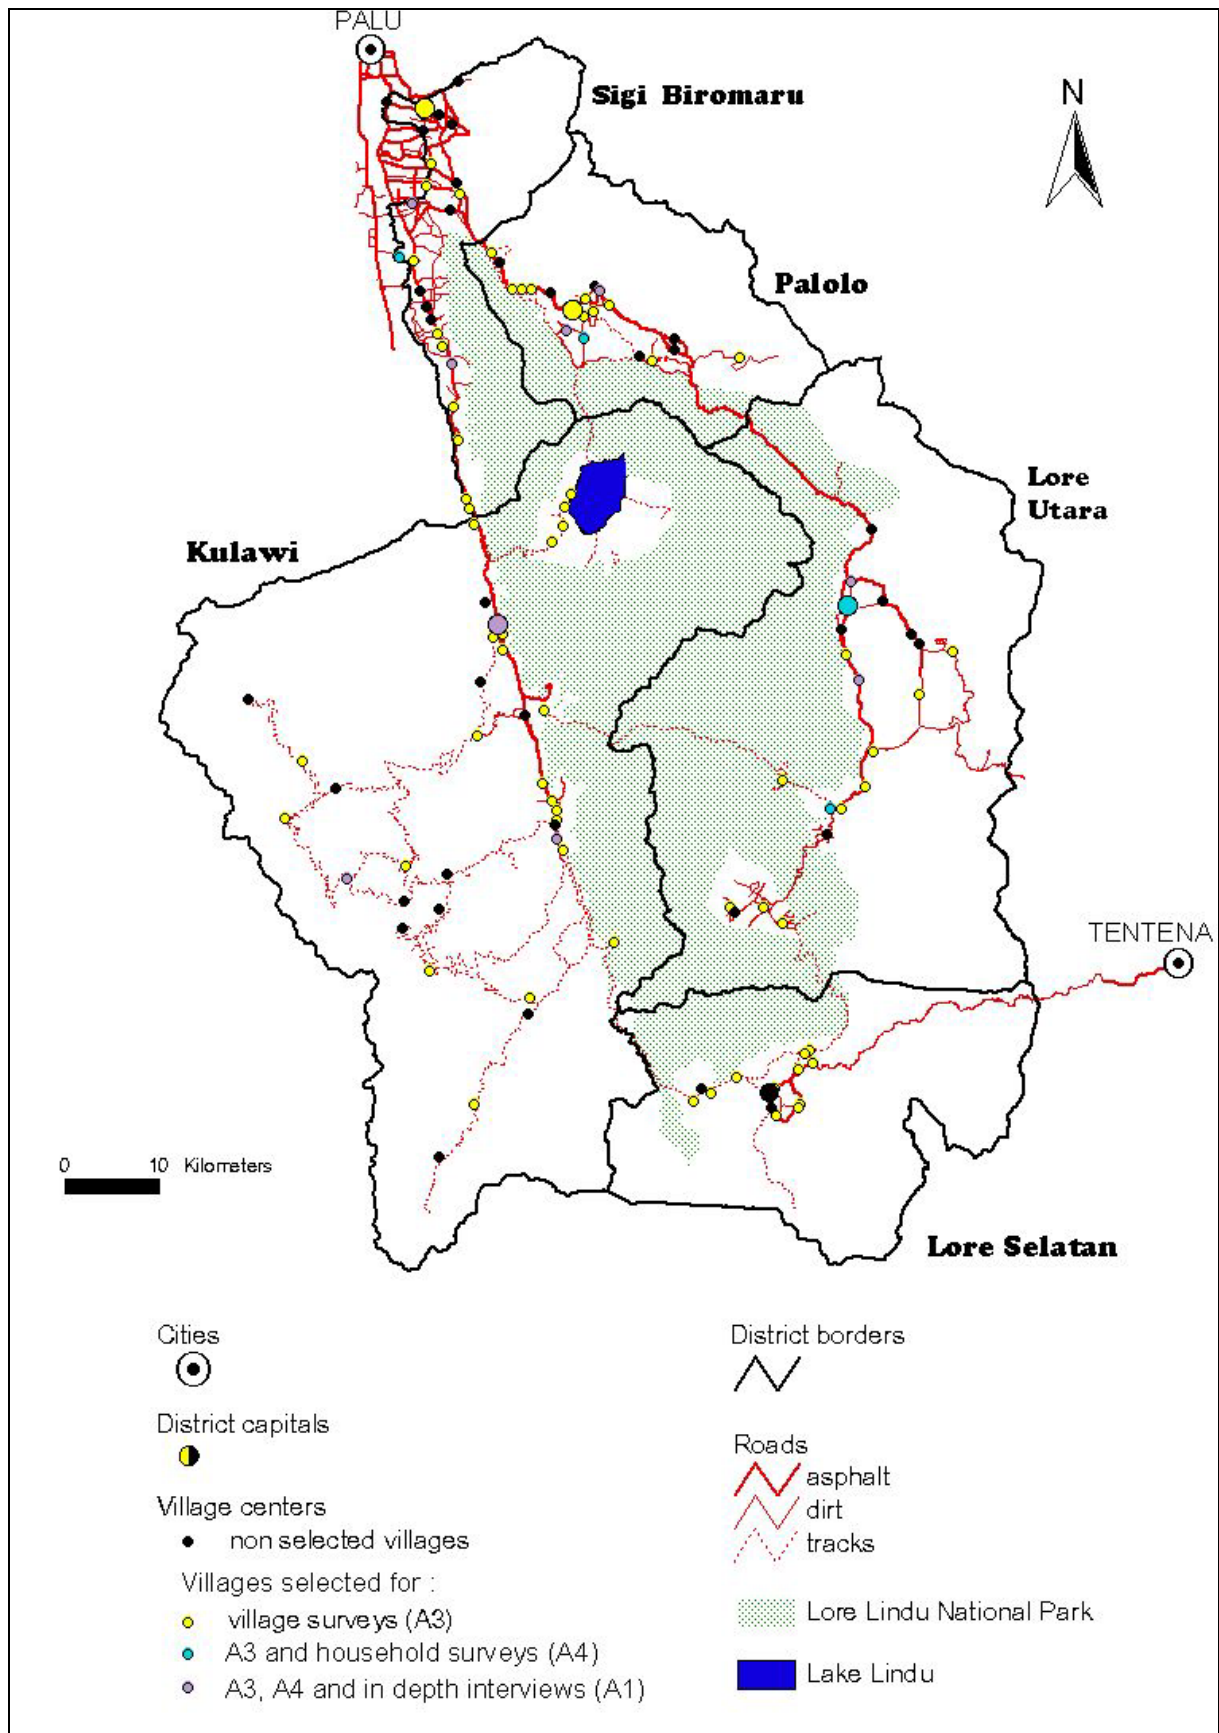 PALU
Sigi Biromaru
N
Palolo
Lore
Utara
Kulawi
TENTENA
0 10 Kilometers
Lore Selatan
Cities
District capitals
Village centers
non selected villages
Villages selected for :
village surveys (A3)
A3 and household surveys (A4)
A3, A4 and in depth interviews (A1)
District borders
Roads
asphalt
dirt
tracks
Lore Lindu National Park
Lake Lindu